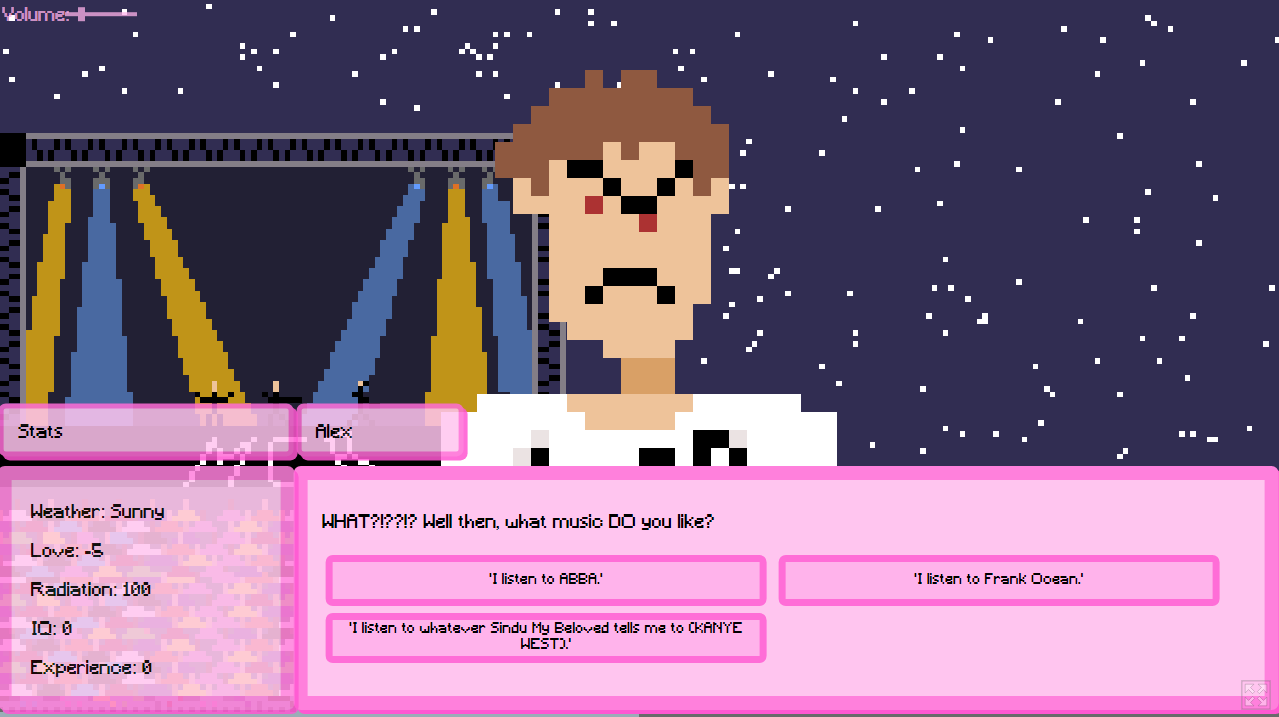 Volume:
Stats
Alex
Weather: Sunny
Love: -5
Radiation: 100
IQ: 0
Experience: 0
WHAT?!??!? Well then, what music DO you like?
'I listen to ABBA.'
'I listen to Frank Ocean.'
'I listen to whatever Sindu My Beloved tells me to (KANYE
WEST).'